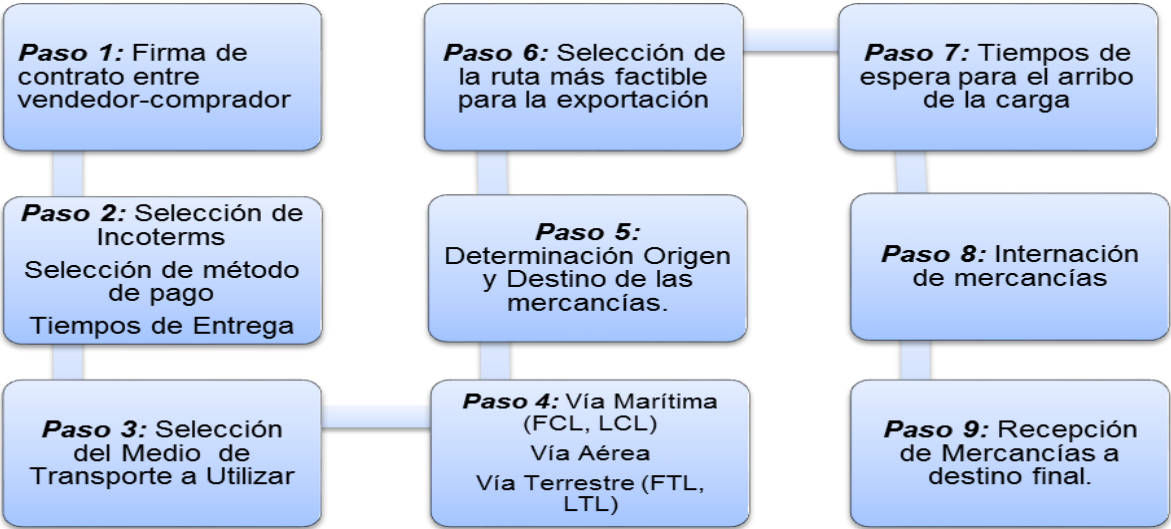 Paso 1: Firma de
contrato entre
vendedor-comprador
Paso 2: Selección de
Incoterms
Selección de método
de pago
Tiempos de Entrega
Paso 3: Selección
del Medio de
Transporte a Utilizar
Paso 4: Vía Marítima
(FCL, LCL)
Vía Aérea
Vía Terrestre (FTL,
LTL)
Paso 5:
Determinación Origen
y Destino de las
mercancías.
Paso 6: Selección de
la ruta más factible
para la exportación
Paso 7: Tiempos de
espera para el arribo
de la carga
Paso 8: Internación
de mercancías
Paso 9: Recepción
de Mercancías a
destino final.